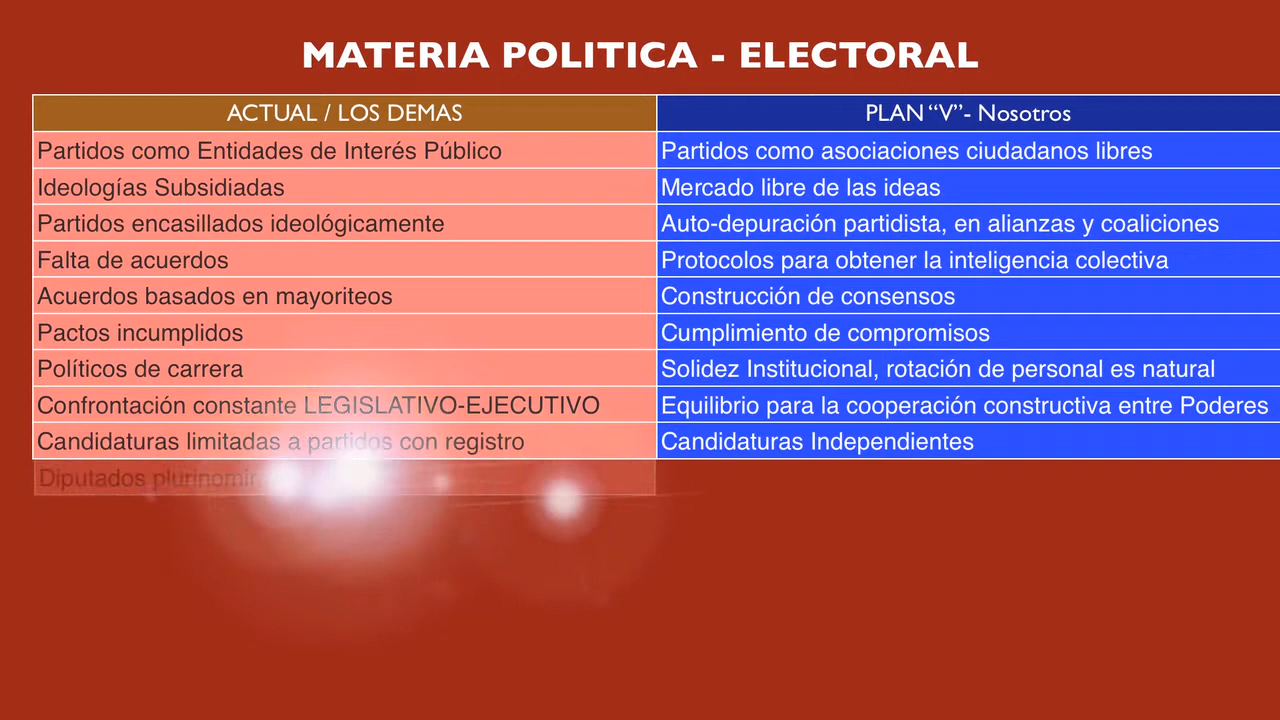 MATERIA POLITICA - ELECTORAL
ACTUAL / LOS DEMAS
PLAN “V”- Nosotros
Partidos como Entidades de Interés Público
Partidos como asociaciones ciudadanos libres
Ideologías Subsidiadas
Mercado libre de las ideas
Partidos encasillados ideológicamente
Auto-depuración partidista, en alianzas y coaliciones
Falta de acuerdos
Protocolos para obtener la inteligencia colectiva
Acuerdos basados en mayoriteos
Construcción de consensos
Pactos incumplidos
Cumplimiento de compromisos
Políticos de carrera
Solidez Institucional, rotación de personal es natural
Confrontación constante LEGISLATIVO-EJECUTIVO
Equilibrio para la cooperación constructiva entre Poderes
Candidaturas limitadas a partidos con registro
Candidaturas Independientes
Diputados